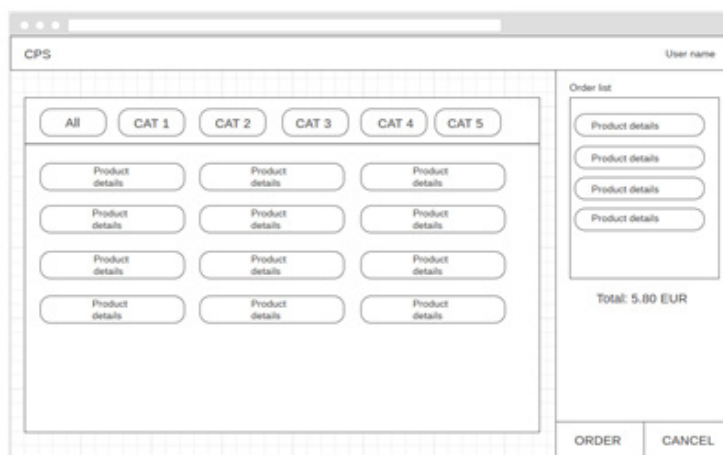 CPS
User name
All CAT 1 CAT 2 CAT 3 CAT 4 CAT 5
Product
details
Product
details
Product
details
Product
details
Product
details
Product
details
Product
details
Product
details
Product
details
Product
details
Product
details
Product
details
Order list
Product details
Product details
Product details
Product details
Total: 5.80 EUR
ORDER CANCEL